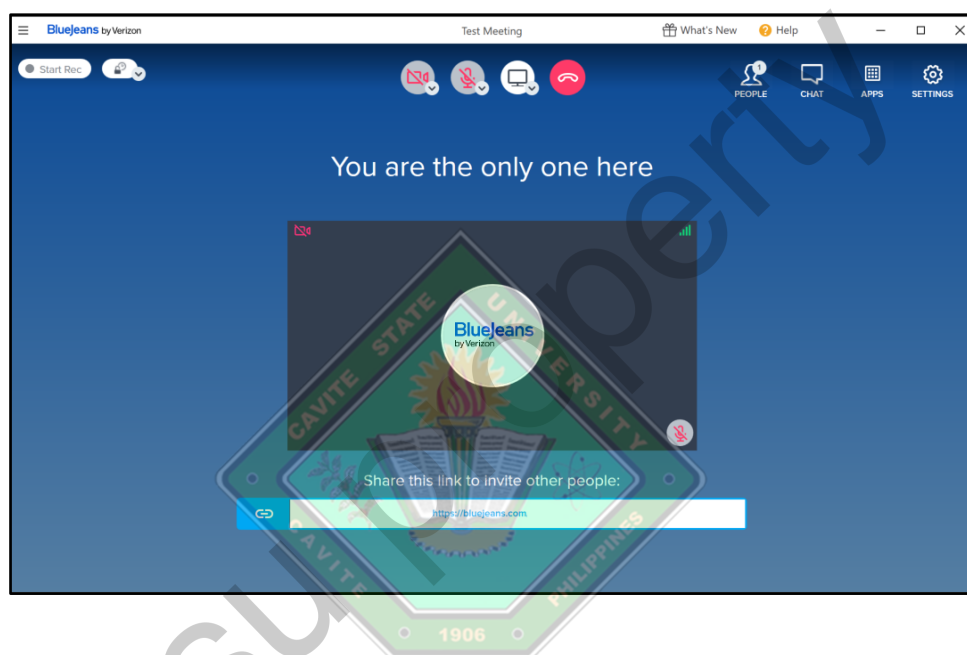 BlueJeans by Verizon
Test Meeting
What's New
Help
Start Rec
1
PEOPLE
CHAT
APPS
SETTINGS
You are the only one here
BlueJeans
by Verizon
Share this link to invite other people:
https://bluejeans.com
CAVITE STATE UNIVERSITY
CAVITE PHILIPPINES
1906
su property